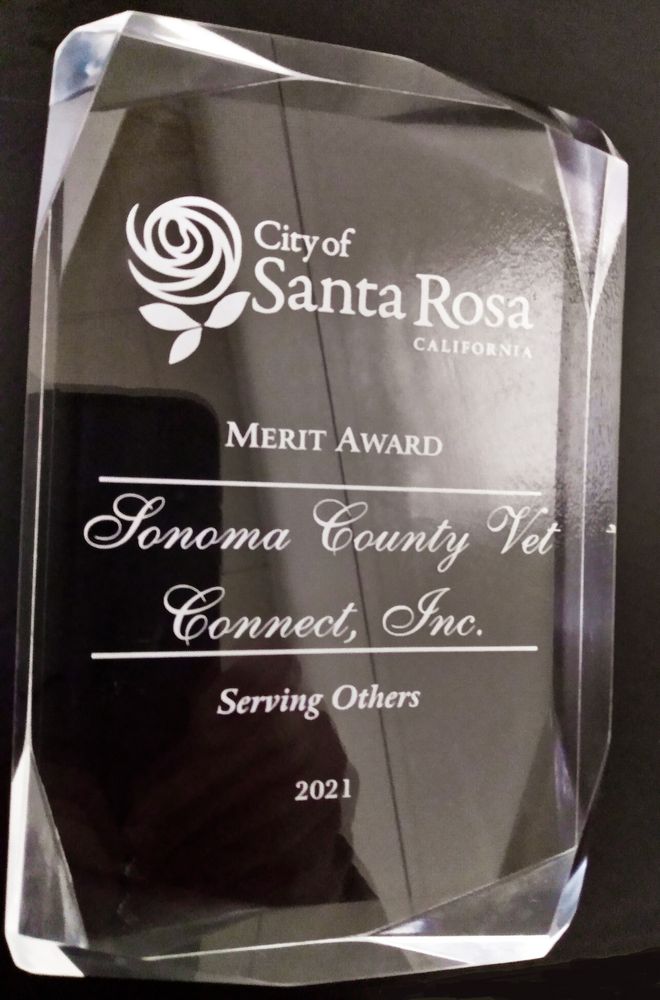 City of
Santa Rosa
CALIFORNIA
MERIT AWARD
Sonoma County Vet
Connect, Inc.
Serving Others
2021